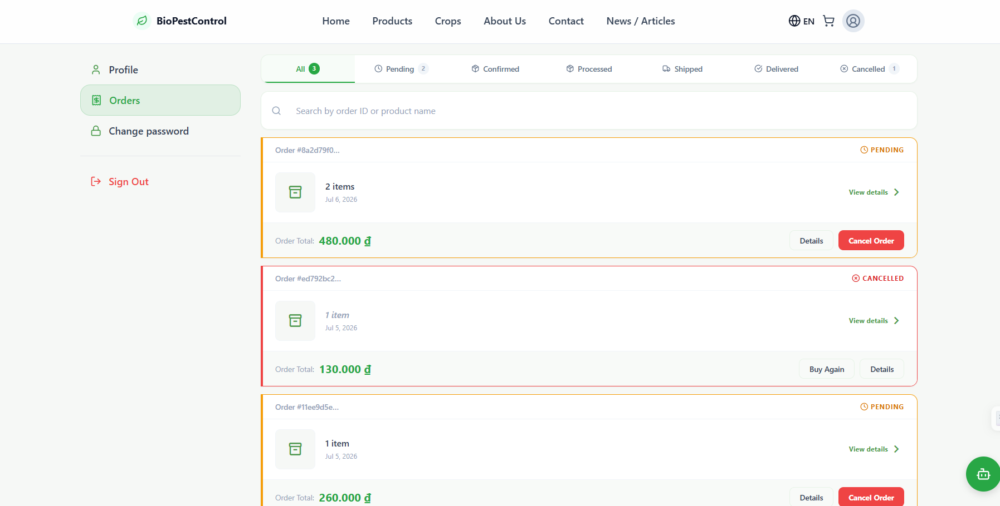 BioPestControl
Home Products Crops About Us Contact News / Articles
EN
Profile
Orders
Change password
Sign Out
All 3 Pending 2 Confirmed Processed Shipped Delivered Cancelled 1
Search by order ID or product name
Order #8a2d79f0... PENDING
2 items
Jul 6, 2026
View details
Order Total: 480.000 ₫ Details Cancel Order
Order #ed792bc2... CANCELLED
1 item
Jul 5, 2026
View details
Order Total: 130.000 ₫ Buy Again Details
Order #11ee9d5e... PENDING
1 item
Jul 5, 2026
View details
Order Total: 260.000 ₫ Details Cancel Order